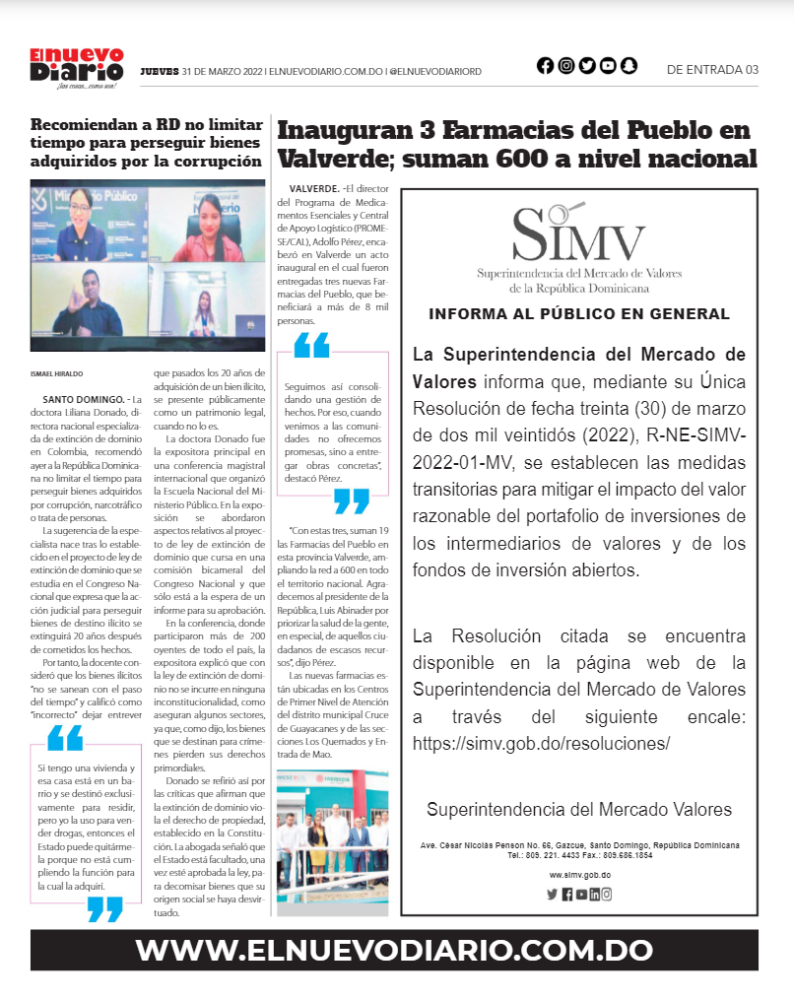 El nuevo
Diario
¡las cosas...como son!
JUEVES 31 DE MARZO 2022 | ELNUEVODIARIO.COM.DO | @ELNUEVODIARIORD
DE ENTRADA 03
Recomiendan a RD no limitar
tiempo para perseguir bienes
adquiridos por la corrupción
ISMAEL HIRALDO
SANTO DOMINGO. - La
doctora Liliana Donado, di-
rectora nacional especializa-
da de extinción de dominio
en Colombia, recomendó
ayer a la República Dominica-
na no limitar el tiempo para
perseguir bienes adquiridos
por corrupción, narcotráfico
o trata de personas.
La sugerencia de la espe-
cialista nace tras lo estableci-
do en el proyecto de ley de
extinción de dominio que se
estudia en el Congreso Na-
cional que expresa que la ac-
ción judicial para perseguir
bienes de destino ilícito se
extinguirá 20 años después
de cometidos los hechos.
Por tanto, la docente con-
sideró que los bienes ilícitos
"no se sanean con el paso
del tiempo" y calificó como
"incorrecto" dejar entrever
Si tengo una vivienda y
esa casa está en un ba-
rrio y se destinó exclusi-
vamente para residir,
pero yo la uso para ven-
der drogas, entonces el
Estado puede quitárme-
la porque no está cum-
pliendo la función para
la cual la adquirí.
que pasados los 20 años de
adquisición de un bien ilícito,
se presente públicamente
como un patrimonio legal,
cuando no lo es.
La doctora Donado fue
la expositora principal en
una conferencia magistral
internacional que organizó
la Escuela Nacional del Mi-
nisterio Público. En la expo-
sición se abordaron
aspectos relativos al proyec-
to de ley de extinción de
dominio que cursa en una
comisión bicameral del
Congreso Nacional y que
sólo está a la espera de un
informe para su aprobación.
En la conferencia, donde
participaron más de 200
oyentes de todo el país, la
expositora explicó que con
la ley de extinción de domi-
nio no se incurre en ninguna
inconstitucionalidad, como
aseguran algunos sectores,
ya que, como dijo, los bienes
que se destinan para críme-
nes pierden sus derechos
primordiales.
Donado se refirió así por
las críticas que afirman que
la extinción de dominio vio-
la el derecho de propiedad,
establecido en la Constitu-
ción. La abogada señaló que
el Estado está facultado, una
vez esté aprobada la ley, pa-
ra decomisar bienes que su
origen social se haya desvir-
tuado.
Inauguran 3 Farmacias del Pueblo en
Valverde; suman 600 a nivel nacional
VALVERDE. -El director
del Programa de Medica-
mentos Esenciales y Central
de Apoyo Logístico (PROME-
SE/CAL), Adolfo Pérez, enca-
bezó en Valverde un acto
inaugural en el cual fueron
entregadas tres nuevas Far-
macias del Pueblo, que be-
neficiará a más de 8 mil
personas.
Seguimos así consoli-
dando una gestión de
hechos. Por eso, cuando
venimos a las comuni-
dades no ofrecemos
promesas, sino a entre-
gar obras concretas",
destacó Pérez.
"Con estas tres, suman 19
las Farmacias del Pueblo en
esta provincia Valverde, am-
pliando la red a 600 en todo
el territorio nacional. Agra-
decemos al presidente de la
República, Luis Abinader por
priorizar la salud de la gente,
en especial, de aquellos ciu-
dadanos de escasos recur-
sos", dijo Pérez.
Las nuevas farmacias es-
tán ubicadas en los Centros
de Primer Nivel de Atención
del distrito municipal Cruce
de Guayacanes y de las sec-
ciones Los Quemados y En-
trada de Mao.
SIMV
Superintendencia del Mercado de Valores
de la República Dominicana
INFORMA AL PÚBLICO EN GENERAL
La Superintendencia del Mercado de
Valores informa que, mediante su Única
Resolución de fecha treinta (30) de marzo
de dos mil veintidós (2022), R-NE-SIMV-
2022-01-MV, se establecen las medidas
transitorias para mitigar el impacto del valor
razonable del portafolio de inversiones de
los intermediarios de valores y de los
fondos de inversión abiertos.
La Resolución citada se encuentra
disponible en la página web de la
Superintendencia del Mercado de Valores
a través del siguiente encale:
https://simv.gob.do/resoluciones/
Superintendencia del Mercado Valores
Ave. César Nicolás Penson No. 66, Gazcue, Santo Domingo, República Dominicana
Tel.: 809. 221. 4433 Fax.: 809.686.1854
ww.simv.gob.do
WWW.ELNUEVODIARIO.COM.DO